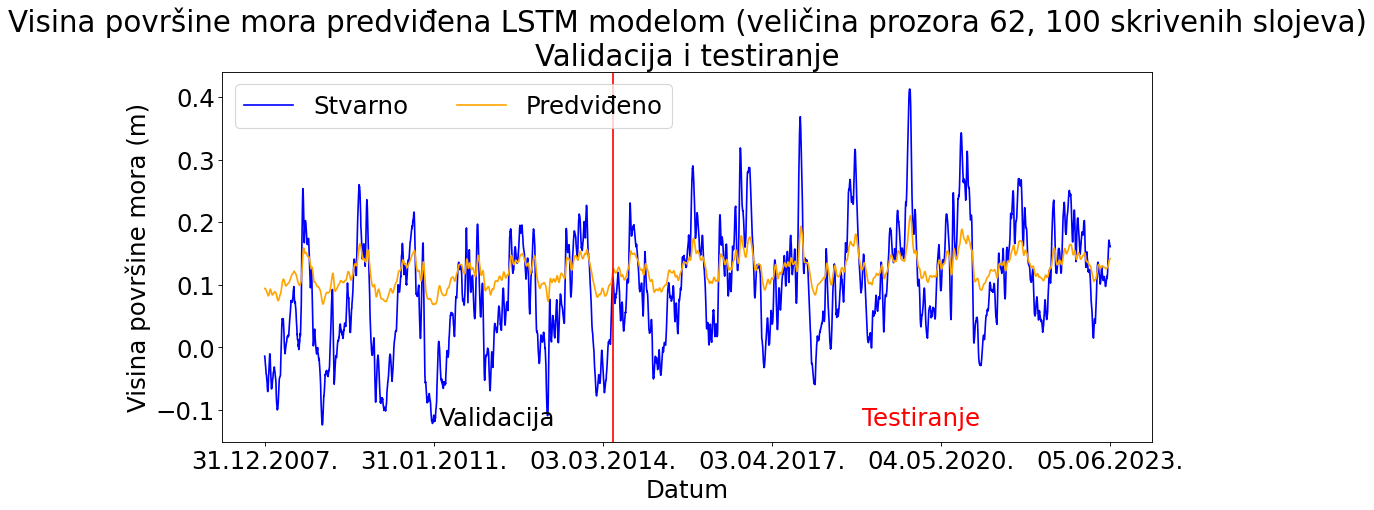 Visina površine mora predviđena LSTM modelom (veličina prozora 62, 100 skrivenih slojeva)
Validacija i testiranje
Stvarno
Predviđeno
Visina površine mora (m)
0.4
0.3
0.2
0.1
0.0
−0.1
Validacija
Testiranje
31.12.2007.
31.01.2011.
03.03.2014.
03.04.2017.
04.05.2020.
05.06.2023.
Datum